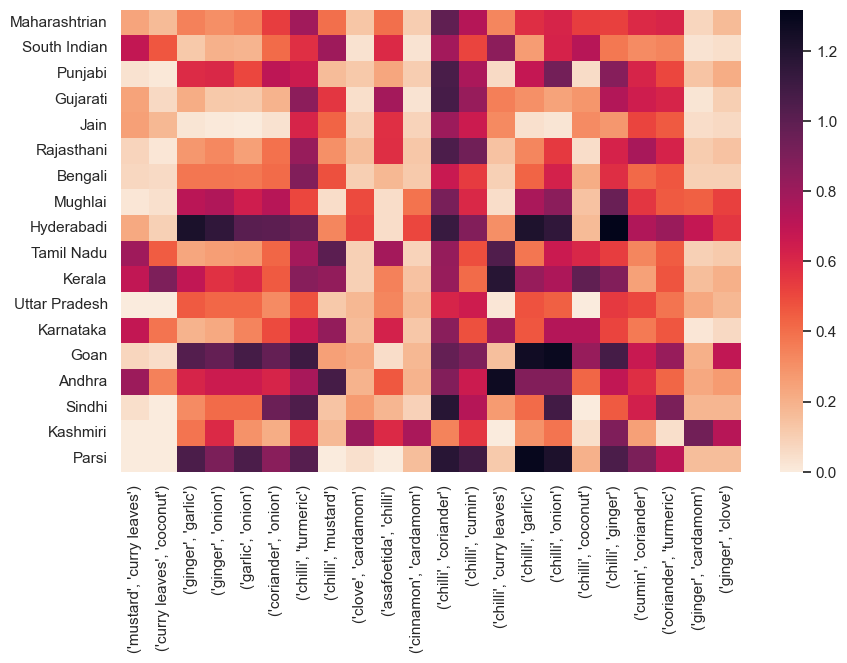 Maharashtrian
South Indian
Punjabi
Gujarati
Jain
Rajasthani
Bengali
Mughlai
Hyderabadi
Tamil Nadu
Kerala
Uttar Pradesh
Karnataka
Goan
Andhra
Sindhi
Kashmiri
Parsi
('mustard', 'curry leaves')
('curry leaves', 'coconut')
('ginger', 'garlic')
('ginger', 'onion')
('garlic', 'onion')
('coriander', 'onion')
('chilli', 'turmeric')
('chilli', 'mustard')
('clove', 'cardamom')
('asafoetida', 'chilli')
('cinnamon', 'cardamom')
('chilli', 'coriander')
('chilli', 'cumin')
('chilli', 'curry leaves')
('chilli', 'garlic')
('chilli', 'onion')
('chilli', 'coconut')
('chilli', 'ginger')
('cumin', 'coriander')
('coriander', 'turmeric')
('ginger', 'cardamom')
('ginger', 'clove')
1.2
1.0
0.8
0.6
0.4
0.2
0.0